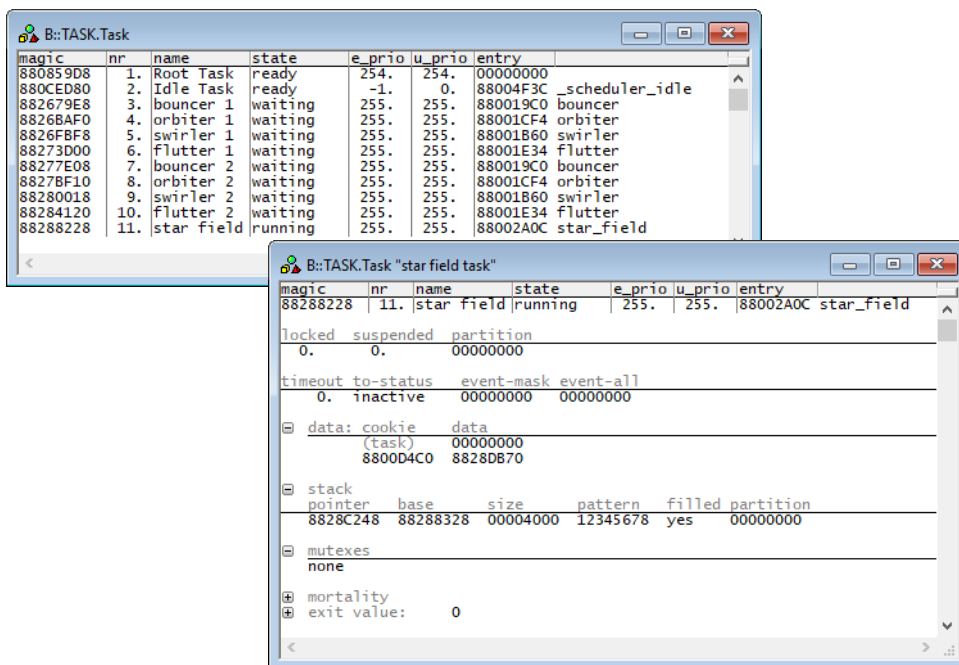 B::TASK.Task
magic nr name state e_prio u_prio entry
880859D8 1. Root Task ready 254. 254. 00000000
880CED80 2. Idle Task ready -1. 0. 88004F3C _scheduler_idle
882679E8 3. bouncer 1 waiting 255. 255. 880019C0 bouncer
8826BAF0 4. orbiter 1 waiting 255. 255. 88001CF4 orbiter
8826FBF8 5. swirler 1 waiting 255. 255. 88001B60 swirler
88273D00 6. flutter 1 waiting 255. 255. 88001E34 flutter
88277E08 7. bouncer 2 waiting 255. 255. 880019C0 bouncer
8827BF10 8. orbiter 2 waiting 255. 255. 88001CF4 orbiter
88280018 9. swirler 2 waiting 255. 255. 88001B60 swirler
88284120 10. flutter 2 waiting 255. 255. 88001E34 flutter
88288228 11. star field running 255. 255. 88002A0C star_field
B::TASK.Task "star field task"
magic nr name state e_prio u_prio entry
88288228 11. star field running 255. 255. 88002A0C star_field
locked suspended partition
0. 0. 00000000
timeout to-status event-mask event-all
0. inactive 00000000 00000000
data: cookie data
(task) 00000000
8800D4C0 8828DB70
stack
pointer base size pattern filled partition
8828C248 88288328 00004000 12345678 yes 00000000
mutexes
none
mortality
exit value: 0